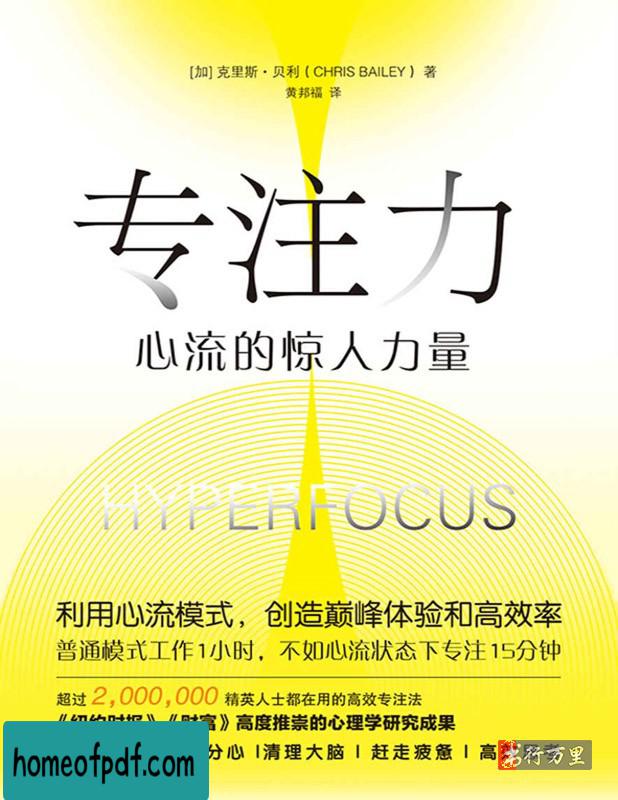 [加] 克里斯·贝利（CHRIS BAILEY）著
黄邦福 译
专注力
心流的惊人力量
HYPERFOCUS
利用心流模式，创造巅峰体验和高效率
普通模式工作1小时，不如心流状态下专注15分钟
超过 2,000,000 精英人士都在用的高效专注法
《纽约时报》《财富》高度推崇的心理学研究成果
分心 | 清理大脑 | 赶走疲惫 | 高
homeofpdf.com
书行万里